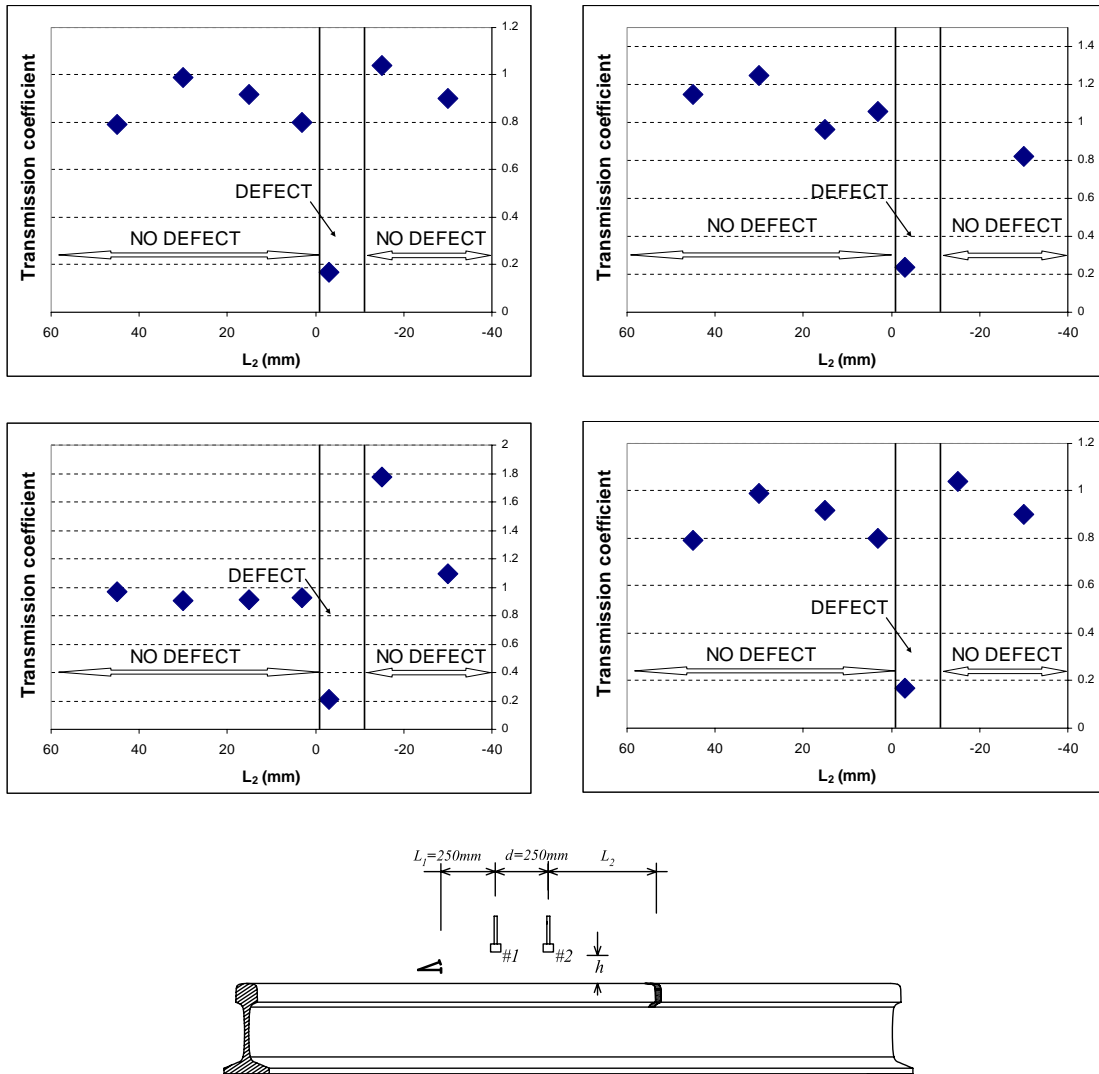 Transmission coefficient
1.2
1
0.8
0.6
0.4
0.2
0
DEFECT
NO DEFECT
NO DEFECT
60 40 20 0 -20 -40
L₂ (mm)
Transmission coefficient
1.4
1.2
1
0.8
0.6
0.4
0.2
0
DEFECT
NO DEFECT
NO DEFECT
60 40 20 0 -20 -40
L₂ (mm)
Transmission coefficient
2
1.8
1.6
1.4
1.2
1
0.8
0.6
0.4
0.2
0
DEFECT
NO DEFECT
NO DEFECT
60 40 20 0 -20 -40
L₂ (mm)
Transmission coefficient
1.2
1
0.8
0.6
0.4
0.2
0
DEFECT
NO DEFECT
NO DEFECT
60 40 20 0 -20 -40
L₂ (mm)
L₁=250mm d=250mm L₂
#1 #2 h